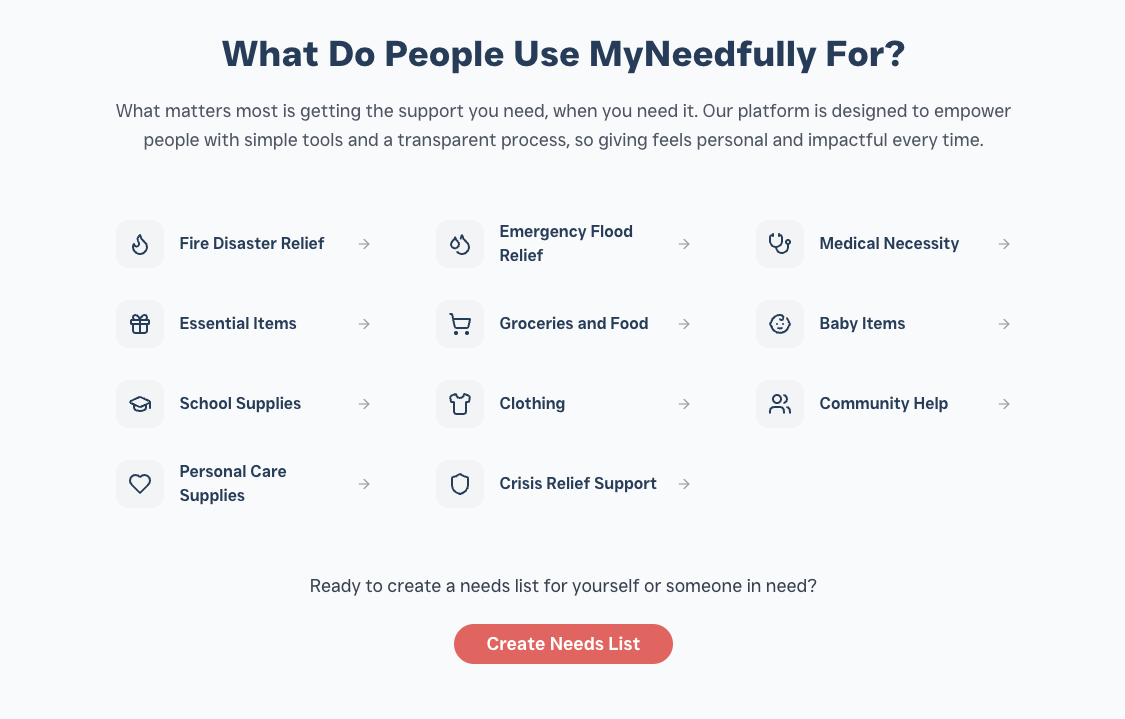 What Do People Use MyNeedfully For?
What matters most is getting the support you need, when you need it. Our platform is designed to empower
people with simple tools and a transparent process, so giving feels personal and impactful every time.
Fire Disaster Relief
Emergency Flood
Relief
Medical Necessity
Essential Items
Groceries and Food
Baby Items
School Supplies
Clothing
Community Help
Personal Care
Supplies
Crisis Relief Support
Ready to create a needs list for yourself or someone in need?
Create Needs List